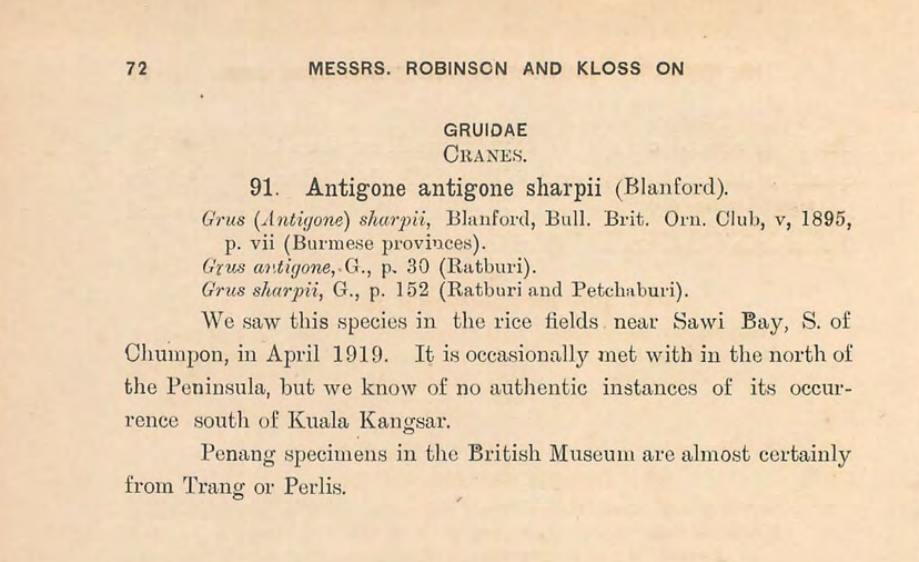 72 MESSRS. ROBINSON AND KLOSS ON
GRUIDAE
CRANES.
91. Antigone antigone sharpii (Blanford).
Grus (Antigone) sharpii, Blanford, Bull. Brit. Orn. Club, v, 1895,
p. vii (Burmese provinces).
Grus antigone, G., p. 30 (Ratburi).
Grus sharpii, G., p. 152 (Ratburi and Petchaburi).
We saw this species in the rice fields near Sawi Bay, S. of
Chumpon, in April 1919. It is occasionally met with in the north of
the Peninsula, but we know of no authentic instances of its occur-
rence south of Kuala Kangsar.
Penang specimens in the British Museum are almost certainly
from Trang or Perlis.